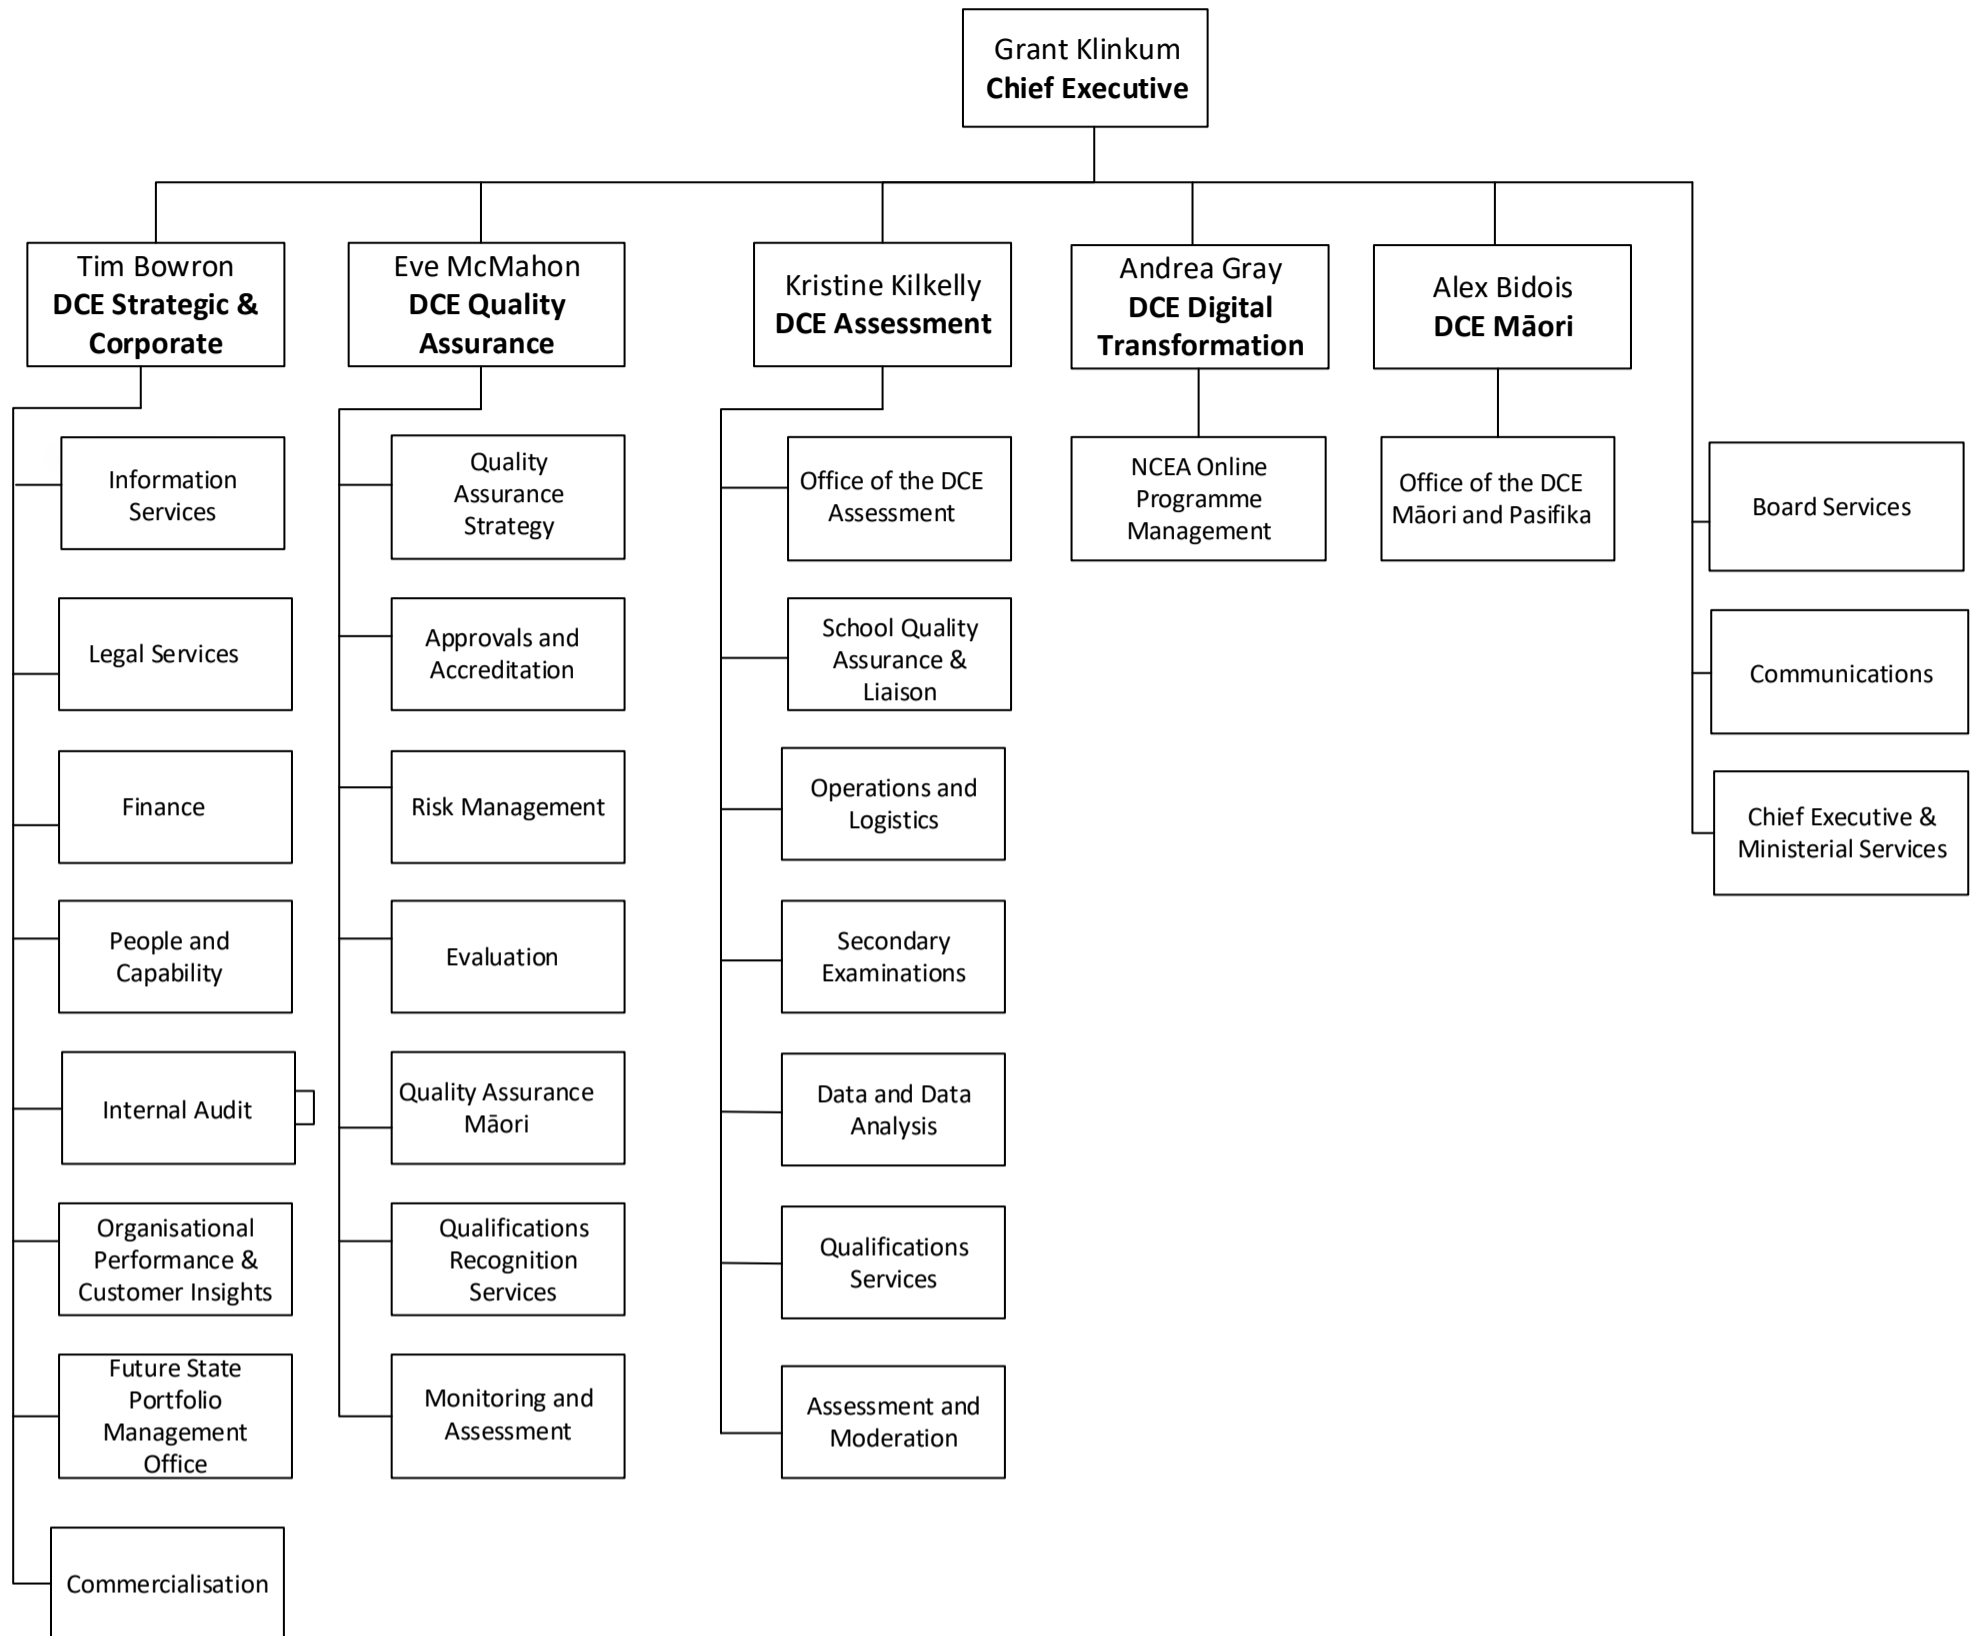 Grant Klinkum
Chief Executive
Tim Bowron
DCE Strategic &
Corporate
Eve McMahon
DCE Quality
Assurance
Kristine Kilkelly
DCE Assessment
Andrea Gray
DCE Digital
Transformation
Alex Bidois
DCE Māori
Information
Services
Legal Services
Finance
People and
Capability
Internal Audit
Organisational
Performance &
Customer Insights
Future State
Portfolio
Management
Office
Commercialisation
Quality
Assurance
Strategy
Approvals and
Accreditation
Risk Management
Evaluation
Quality Assurance
Māori
Qualifications
Recognition
Services
Monitoring and
Assessment
Office of the DCE
Assessment
School Quality
Assurance &
Liaison
Operations and
Logistics
Secondary
Examinations
Data and Data
Analysis
Qualifications
Services
Assessment and
Moderation
NCEA Online
Programme
Management
Office of the DCE
Māori and Pasifika
Board Services
Communications
Chief Executive &
Ministerial Services